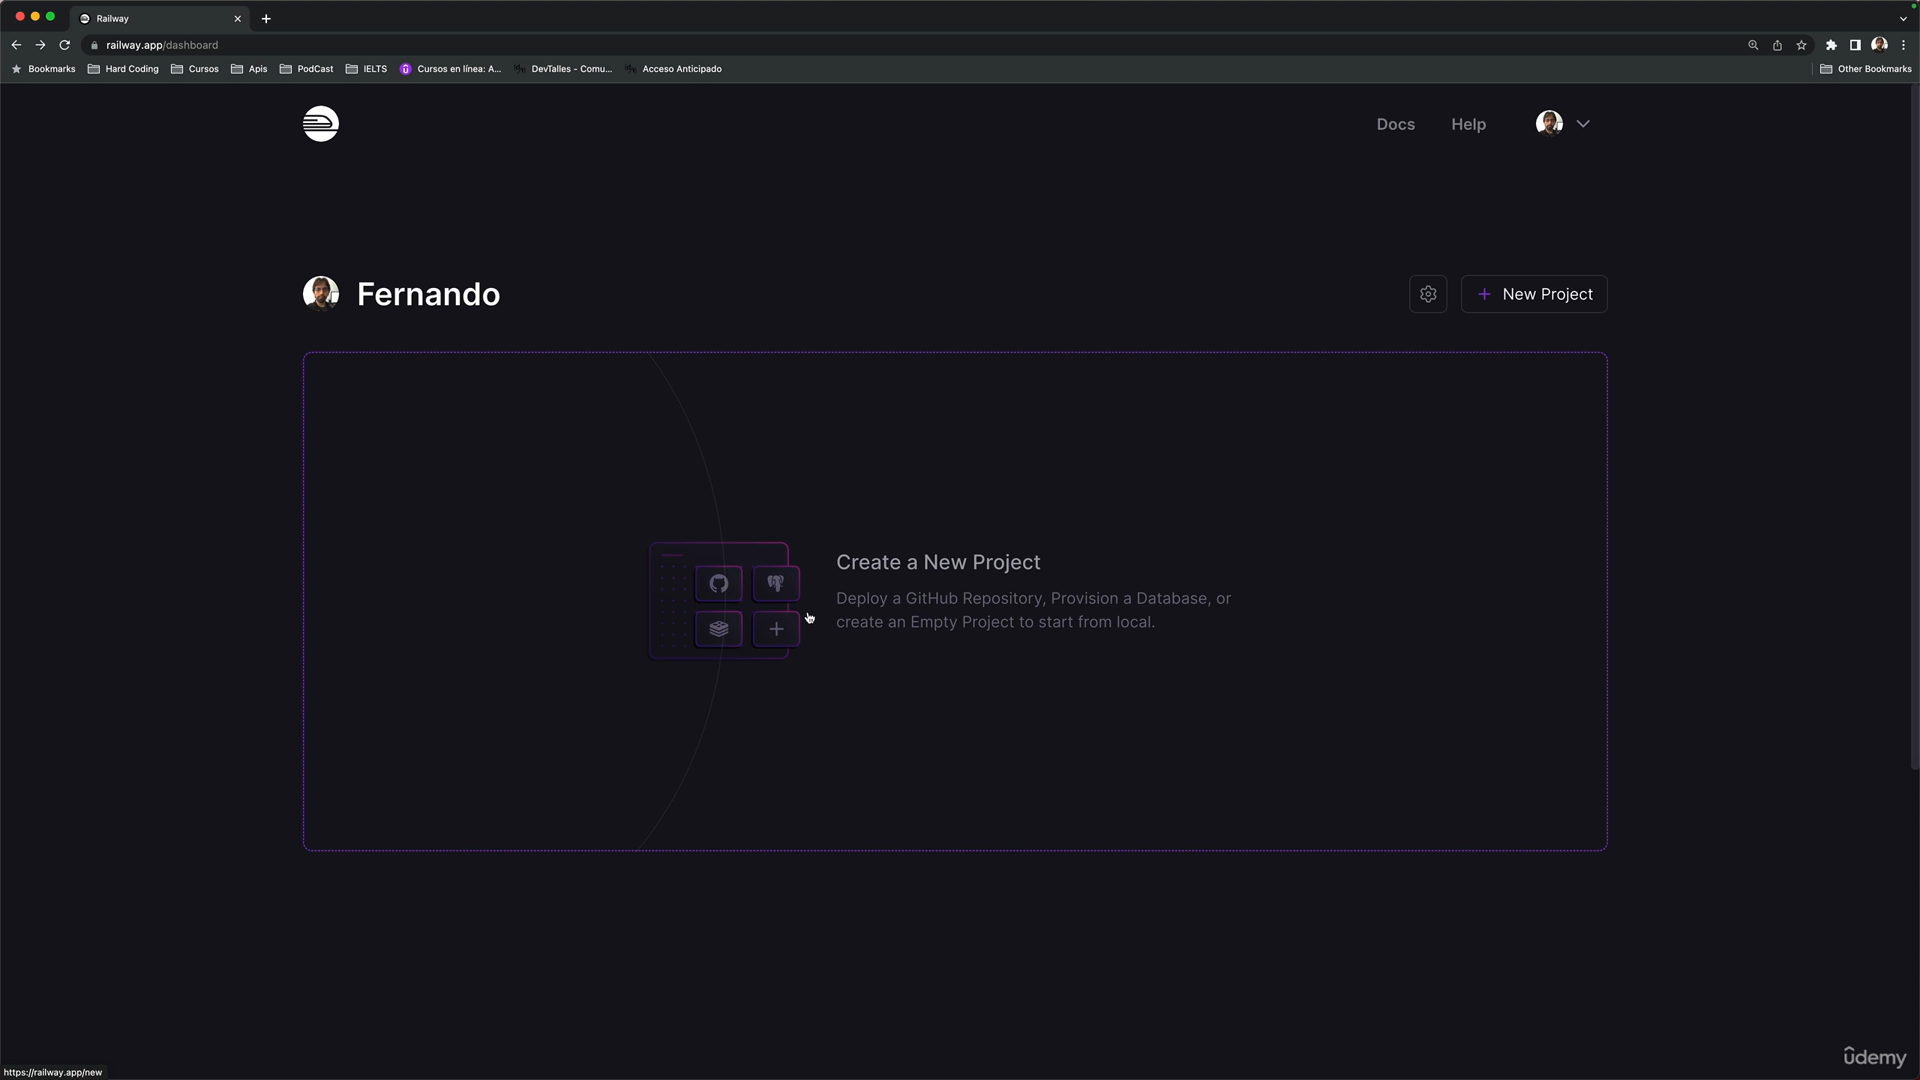 Railway
railway.app/dashboard
Bookmarks
Hard Coding
Cursos
Apis
PodCast
IELTS
Cursos en línea: A...
DevTalles - Comu...
Acceso Anticipado
Other Bookmarks
Docs
Help
Fernando
New Project
Create a New Project
Deploy a GitHub Repository, Provision a Database, or
create an Empty Project to start from local.
https://railway.app/new
ûdemy